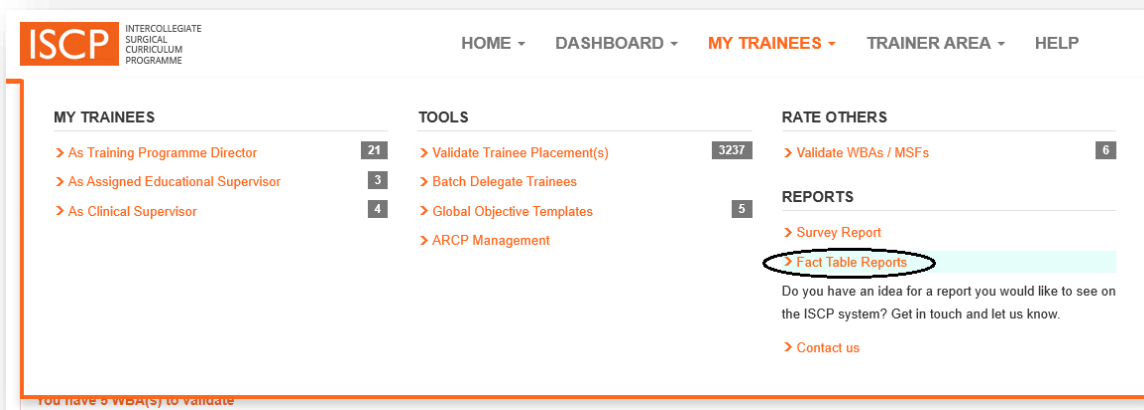 ISCP
INTERCOLLEGIATE
SURGICAL
CURRICULUM
PROGRAMME
HOME
DASHBOARD
MY TRAINEES
TRAINER AREA
HELP
MY TRAINEES
As Training Programme Director 21
As Assigned Educational Supervisor 3
As Clinical Supervisor 4
TOOLS
Validate Trainee Placement(s) 3237
Batch Delegate Trainees
Global Objective Templates 5
ARCP Management
RATE OTHERS
Validate WBAs / MSFs 6
REPORTS
Survey Report
Fact Table Reports
Do you have an idea for a report you would like to see on
the ISCP system? Get in touch and let us know.
Contact us
You have 5 WBA(s) to validate